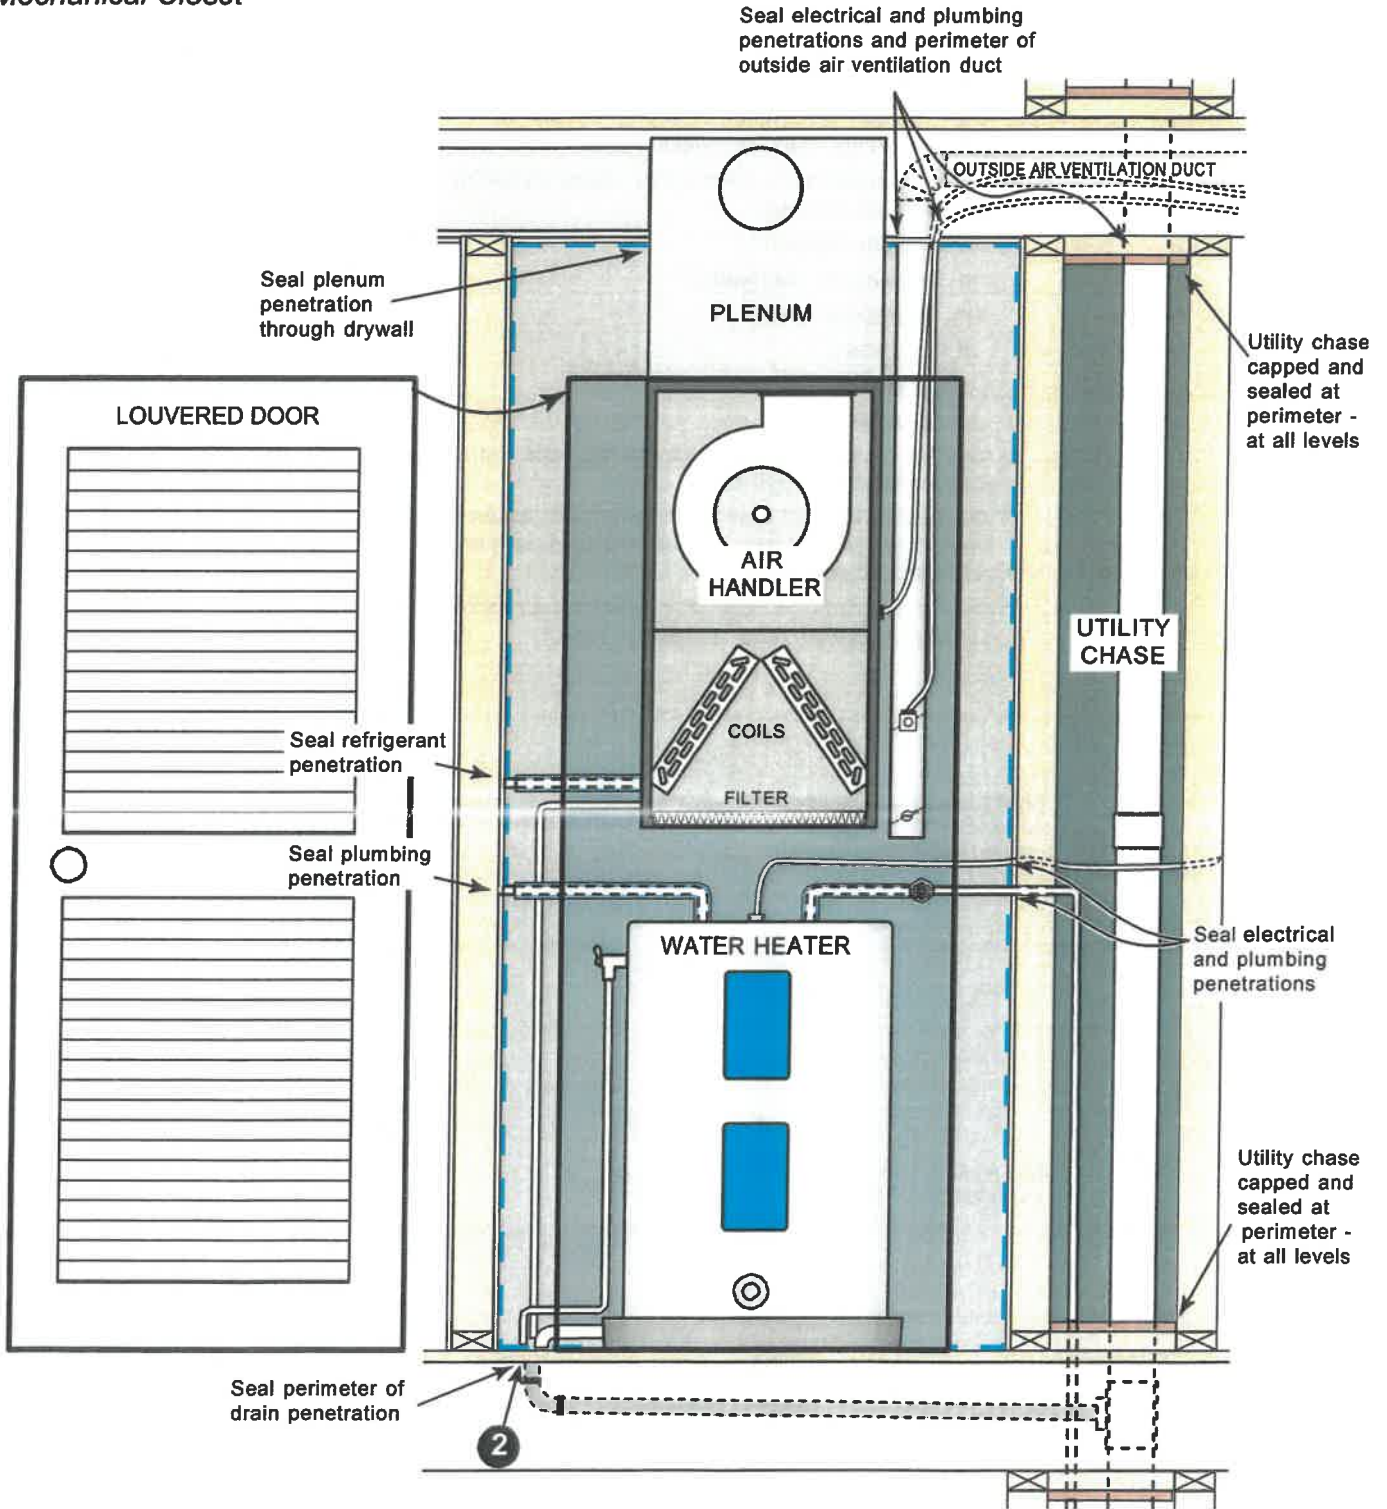 Mechanical Closet
Seal electrical and plumbing
penetrations and perimeter of
outside air ventilation duct
OUTSIDE AIR VENTILATION DUCT
Seal plenum
penetration
through drywall
PLENUM
Utility chase
capped and
sealed at
perimeter -
at all levels
LOUVERED DOOR
AIR
HANDLER
UTILITY
CHASE
COILS
Seal refrigerant
penetration
FILTER
Seal plumbing
penetration
WATER HEATER
Seal electrical
and plumbing
penetrations
Utility chase
capped and
sealed at
perimeter -
at all levels
Seal perimeter of
drain penetration
2